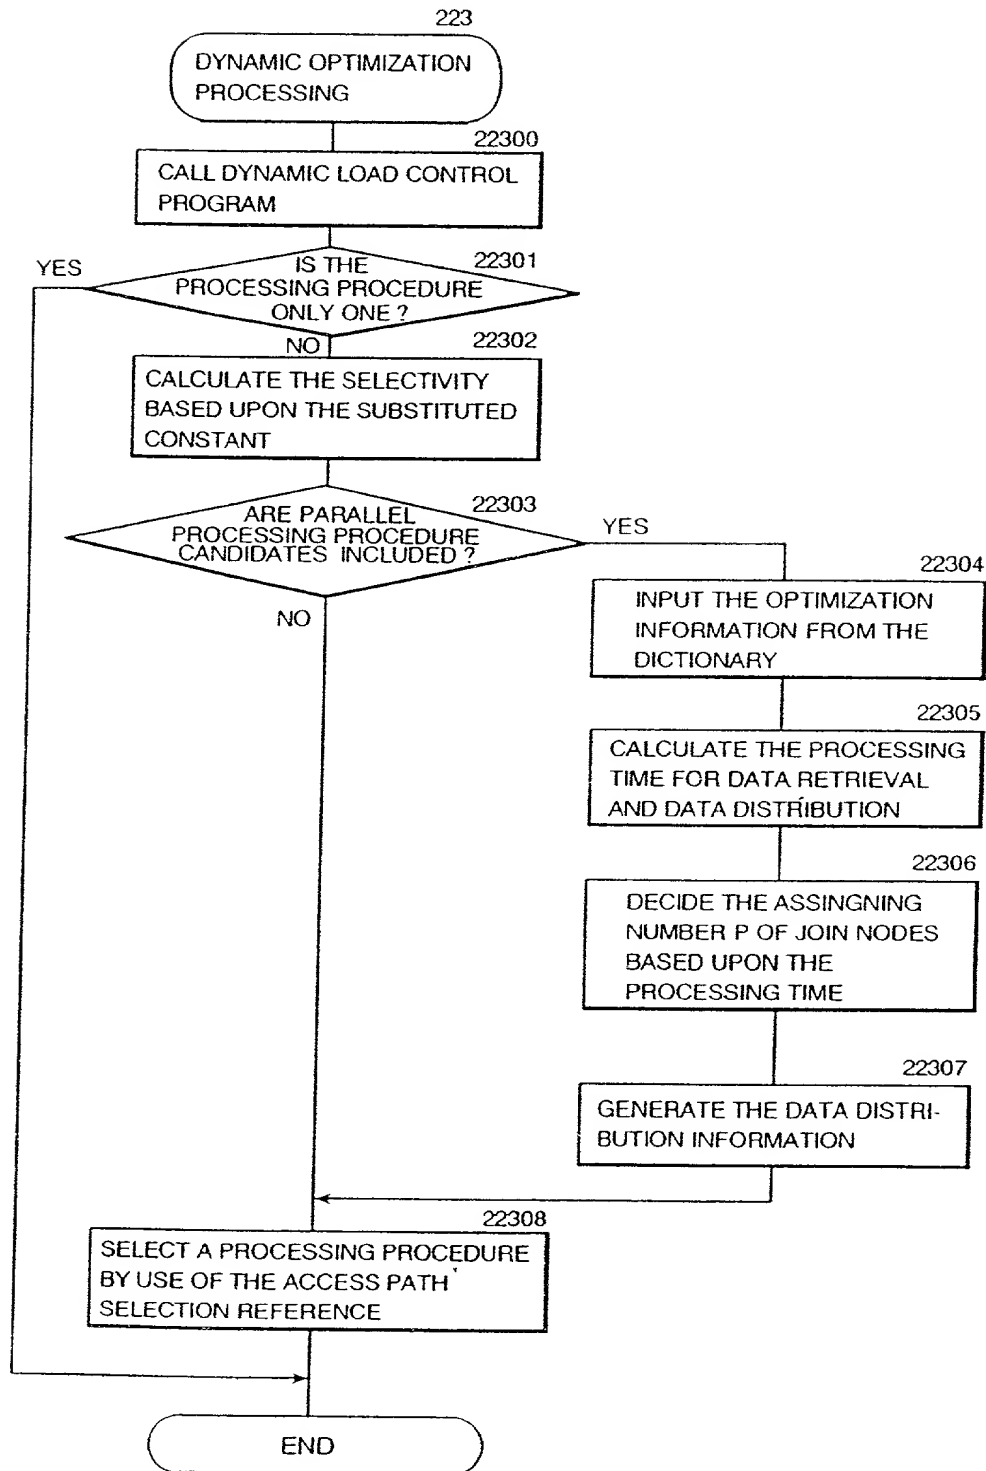 223
DYNAMIC OPTIMIZATION
PROCESSING
22300
CALL DYNAMIC LOAD CONTROL
PROGRAM
YES
22301
IS THE
PROCESSING PROCEDURE
ONLY ONE ?
NO
22302
CALCULATE THE SELECTIVITY
BASED UPON THE SUBSTITUTED
CONSTANT
22303
ARE PARALLEL
PROCESSING PROCEDURE
CANDIDATES INCLUDED ?
YES
NO
22304
INPUT THE OPTIMIZATION
INFORMATION FROM THE
DICTIONARY
22305
CALCULATE THE PROCESSING
TIME FOR DATA RETRIEVAL
AND DATA DISTRIBUTION
22306
DECIDE THE ASSINGNING
NUMBER P OF JOIN NODES
BASED UPON THE
PROCESSING TIME
22307
GENERATE THE DATA DISTRI-
BUTION INFORMATION
22308
SELECT A PROCESSING PROCEDURE
BY USE OF THE ACCESS PATH
SELECTION REFERENCE
END